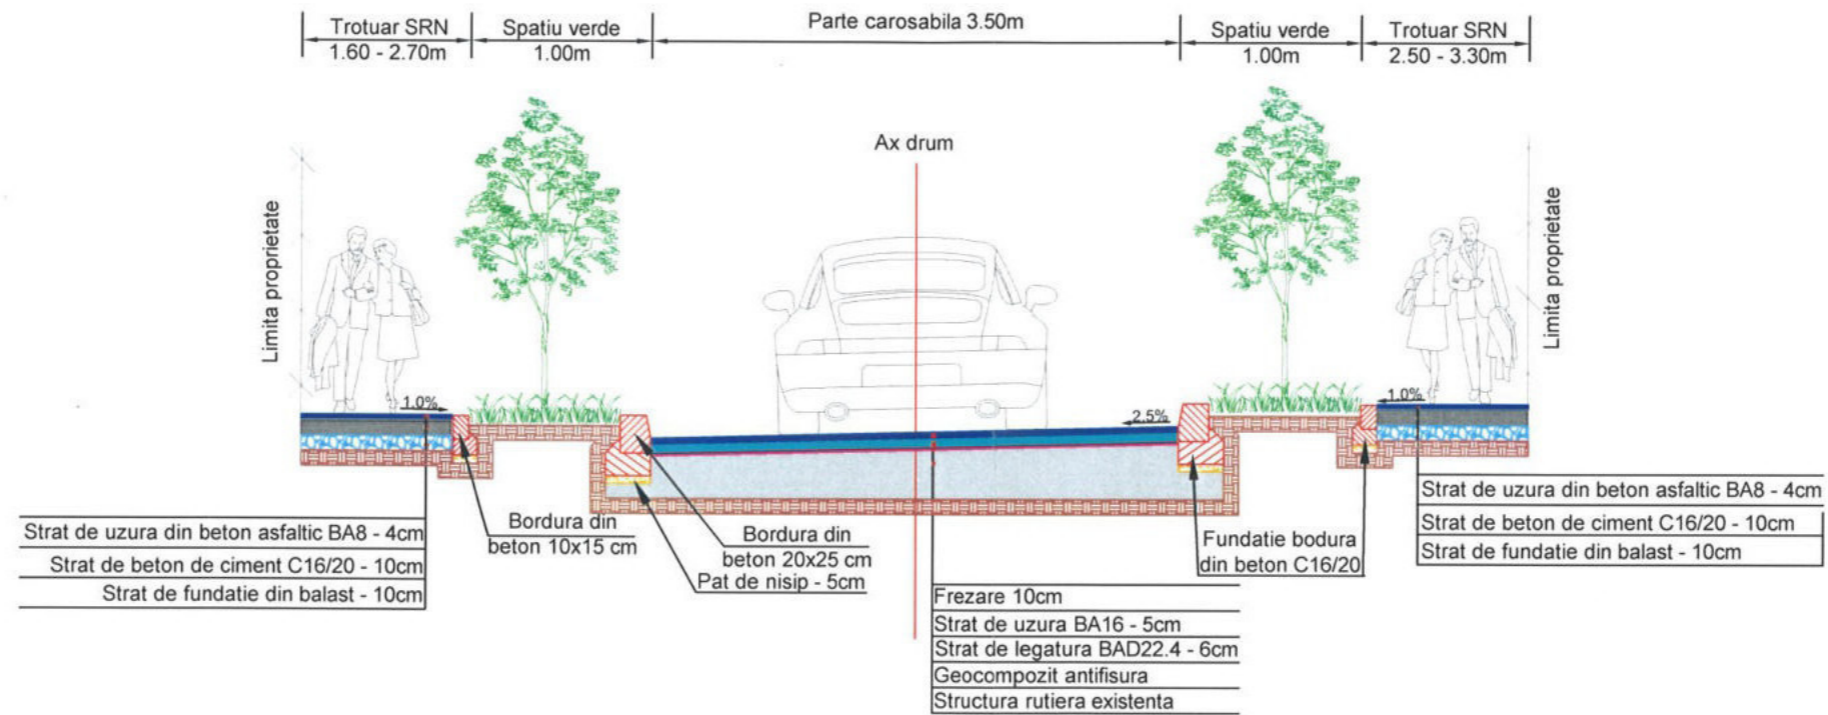 Trotuar SRN
1.60 - 2.70m
Spatiu verde
1.00m
Parte carosabila 3.50m
Spatiu verde
1.00m
Trotuar SRN
2.50 - 3.30m
Ax drum
Limita proprietate
Limita proprietate
1.0%
2.5%
1.0%
Strat de uzura din beton asfaltic BA8 - 4cm
Strat de beton de ciment C16/20 - 10cm
Strat de fundatie din balast - 10cm
Bordura din
beton 10x15 cm
Bordura din
beton 20x25 cm
Pat de nisip - 5cm
Frezare 10cm
Strat de uzura BA16 - 5cm
Strat de legatura BAD22.4 - 6cm
Geocompozit antifisura
Structura rutiera existenta
Fundatie bodura
din beton C16/20
Strat de uzura din beton asfaltic BA8 - 4cm
Strat de beton de ciment C16/20 - 10cm
Strat de fundatie din balast - 10cm